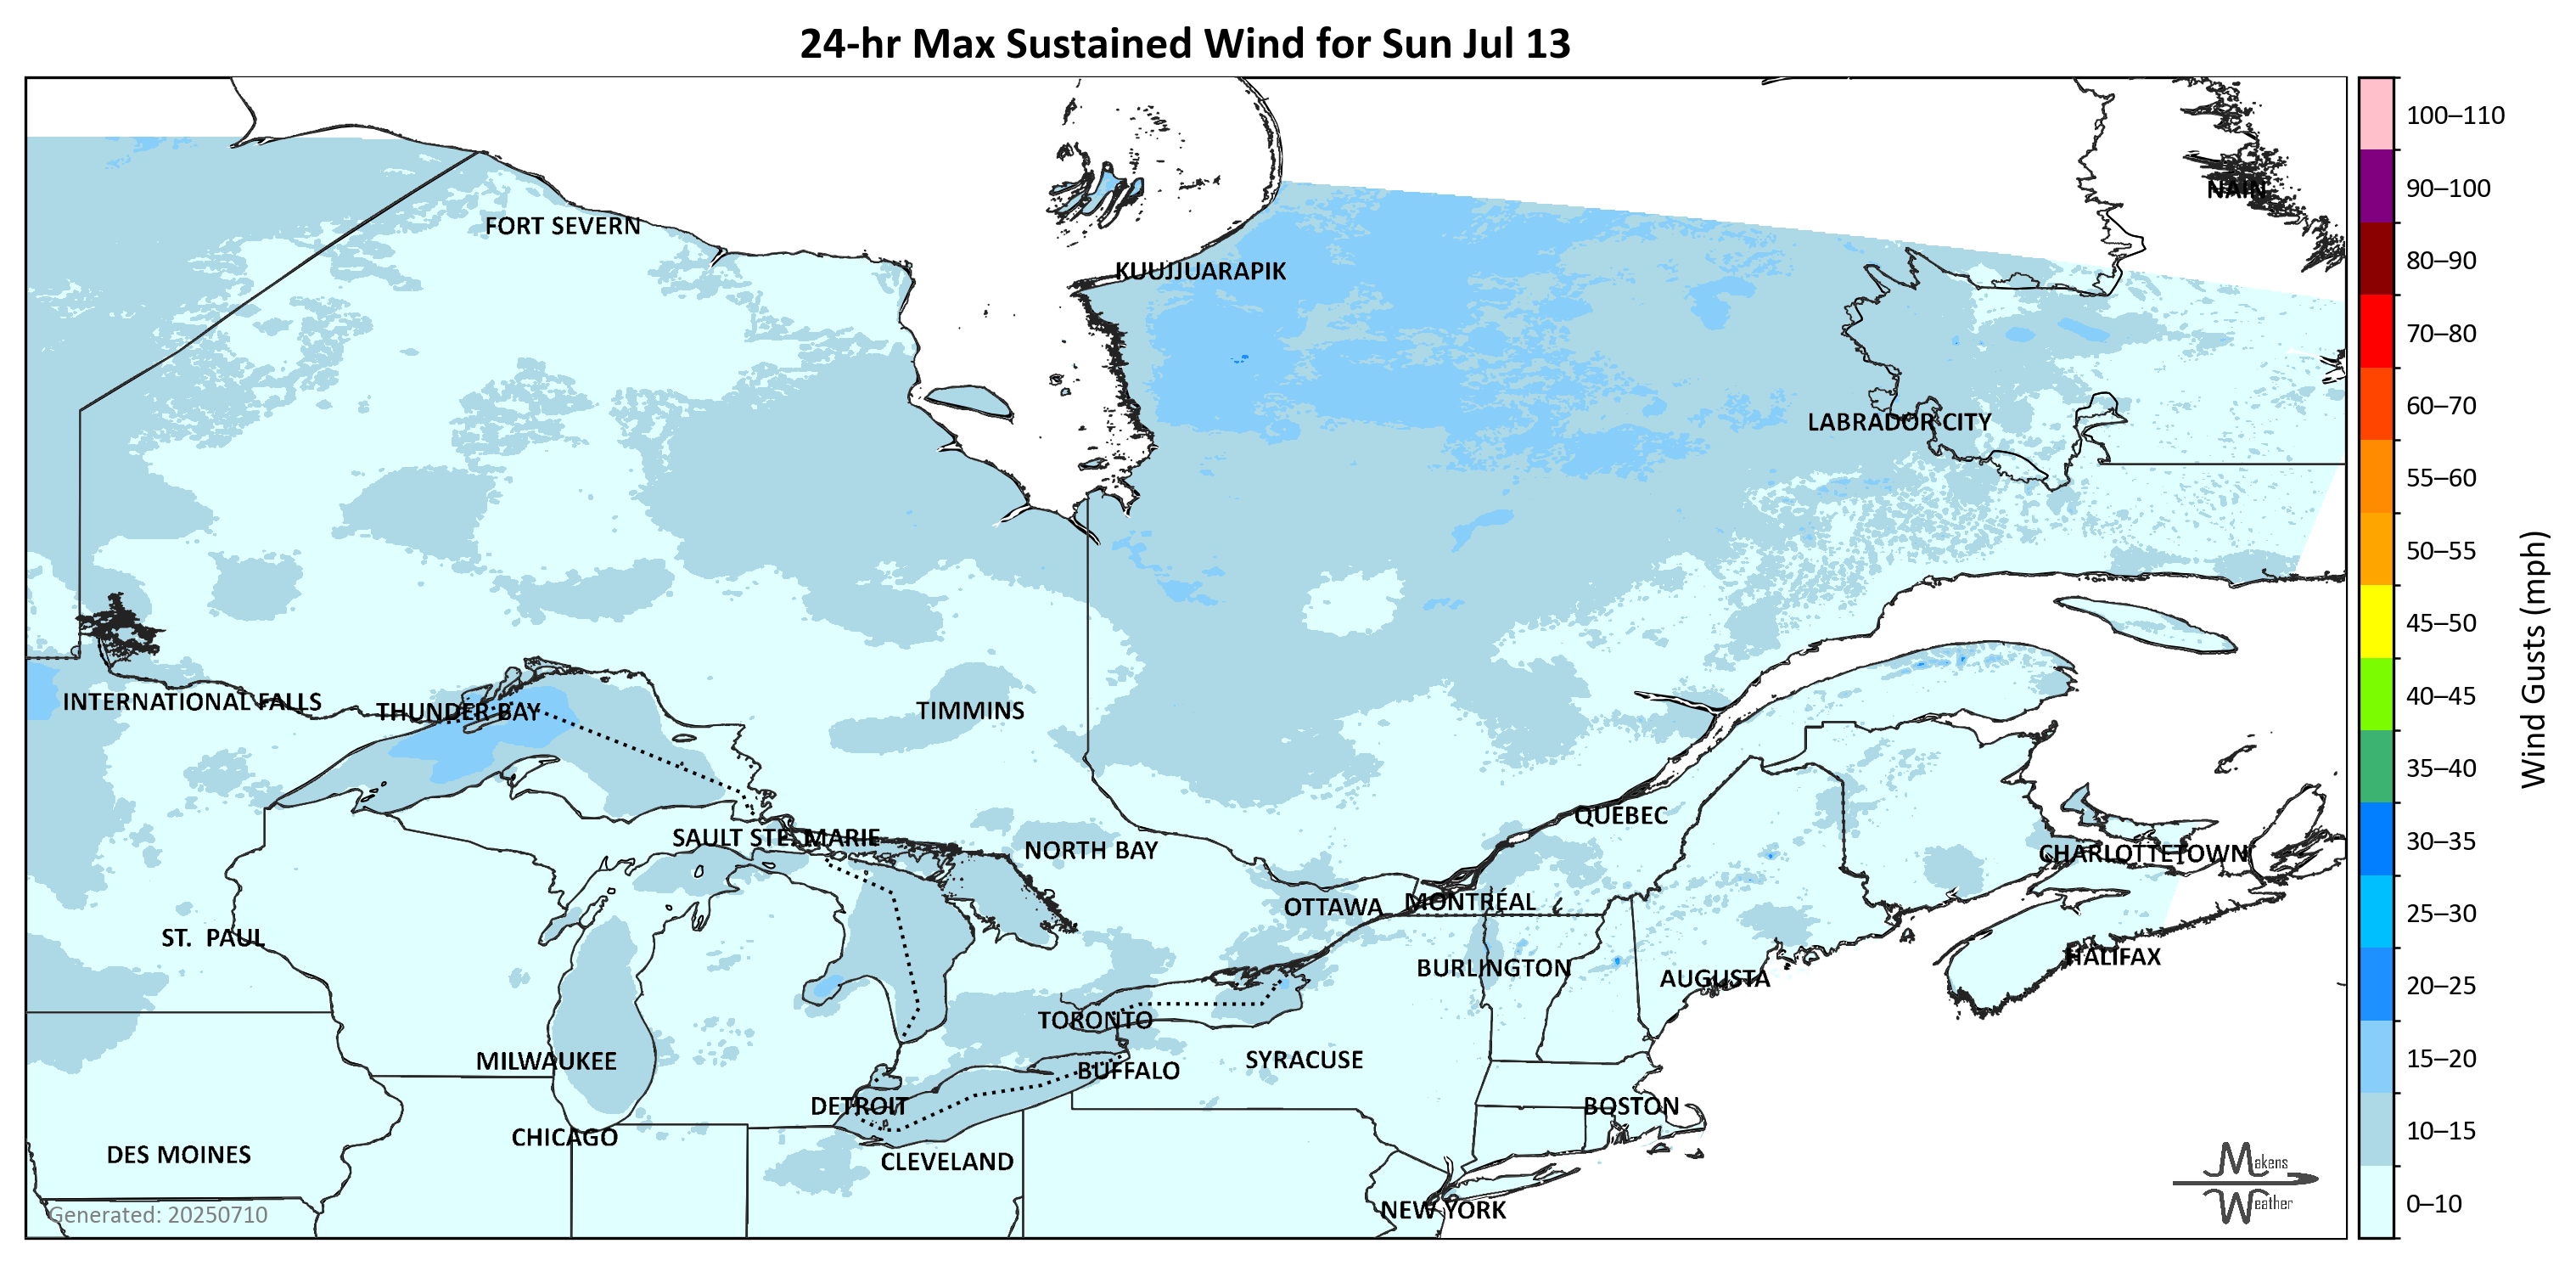 24-hr Max Sustained Wind for Sun Jul 13
100–110
90–100
NAIN
FORT SEVERN
80–90
KUUJJUARAPIK
70–80
60–70
LABRADOR CITY
55–60
50–55
45–50
Wind Gusts (mph)
40–45
INTERNATIONAL FALLS
THUNDER BAY
TIMMINS
35–40
QUEBEC
30–35
SAULT STE. MARIE
NORTH BAY
CHARLOTTETOWN
OTTAWA
MONTRÉAL
25–30
ST. PAUL
HALIFAX
BURLINGTON
AUGUSTA
20–25
TORONTO
MILWAUKEE
SYRACUSE
15–20
BUFFALO
DETROIT
BOSTON
CHICAGO
10–15
DES MOINES
CLEVELAND
Makens
Weather
0–10
NEW YORK
Generated: 20250710